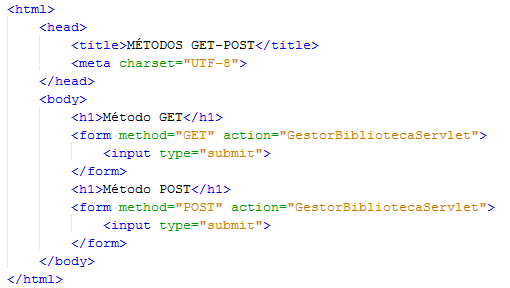 <html>
<head>
<title>MÉTODOS GET-POST</title>
<meta charset="UTF-8">
</head>
<body>
<h1>Método GET</h1>
<form method="GET" action="GestorBibliotecaServlet">
<input type="submit">
</form>
<h1>Método POST</h1>
<form method="POST" action="GestorBibliotecaServlet">
<input type="submit">
</form>
</body>
</html>